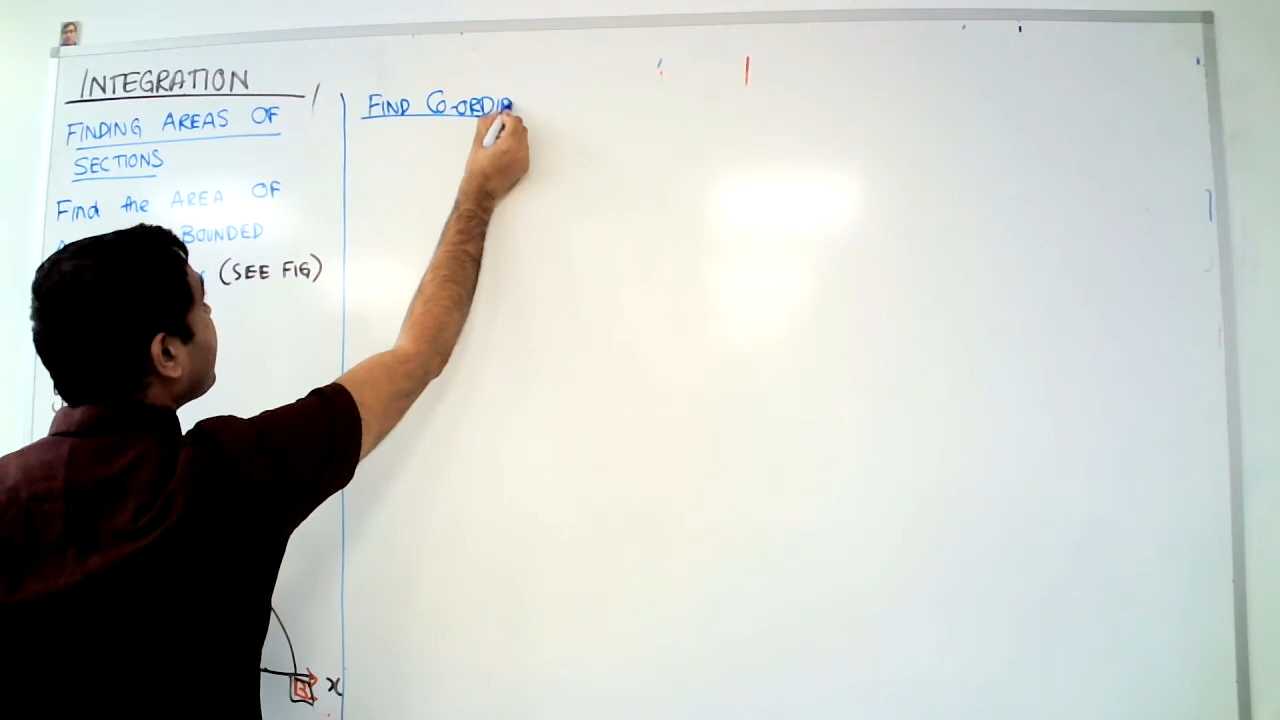 INTEGRATION
FINDING AREAS OF
SECTIONS
Find the AREA OF
BOUNDED
(SEE FIG)
B x
FIND CO-ORDIN